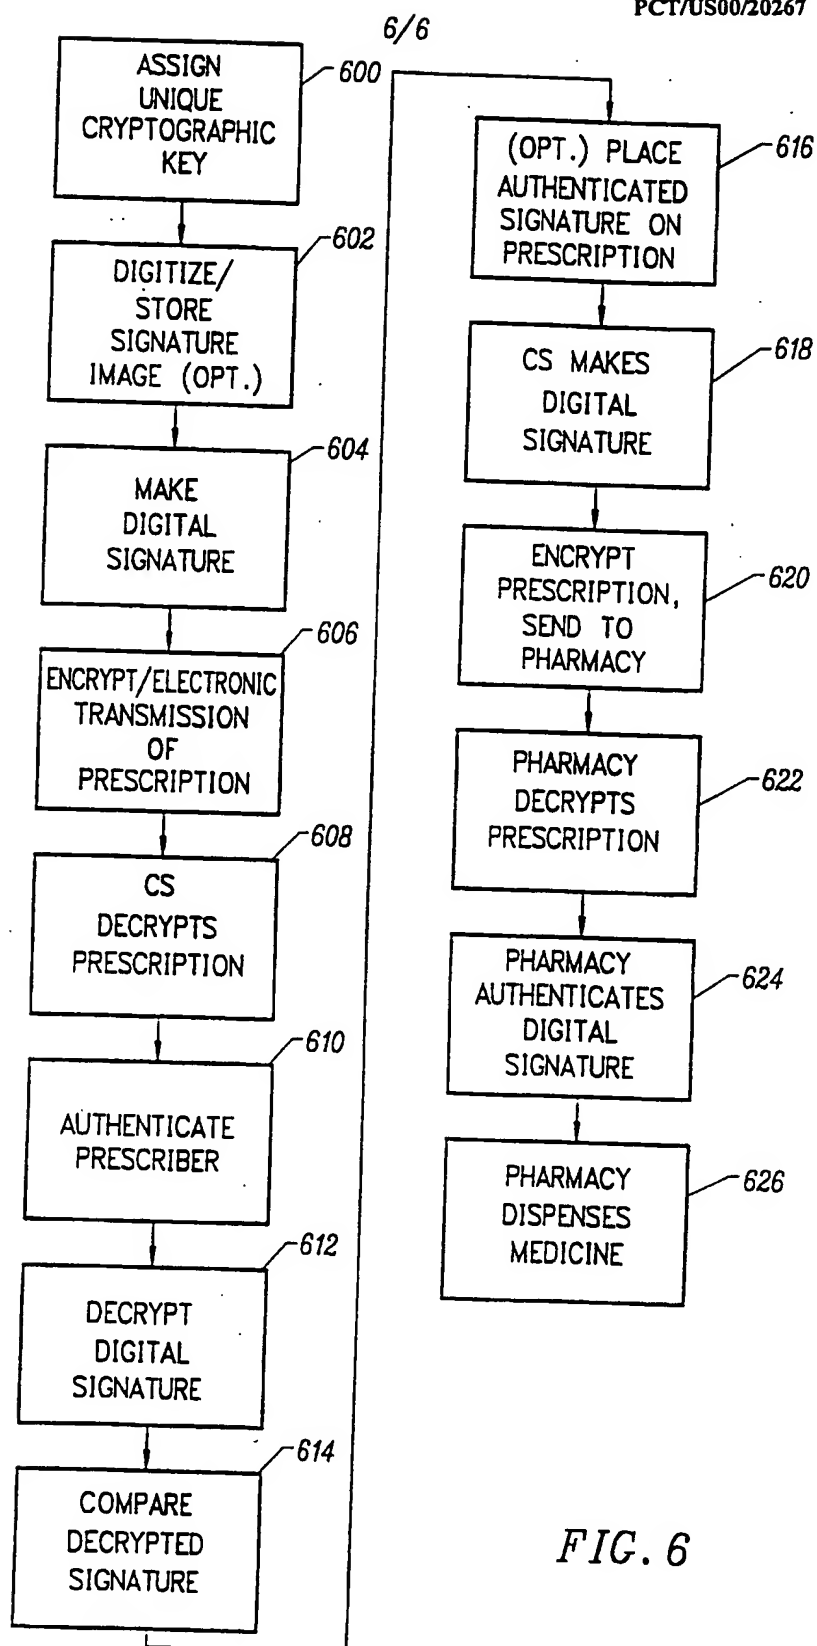 PCT/US00/20267
6/6
ASSIGN
UNIQUE
CRYPTOGRAPHIC
KEY
600
DIGITIZE/
STORE
SIGNATURE
IMAGE (OPT.)
602
MAKE
DIGITAL
SIGNATURE
604
ENCRYPT/ELECTRONIC
TRANSMISSION
OF
PRESCRIPTION
606
CS
DECRYPTS
PRESCRIPTION
608
AUTHENTICATE
PRESCRIBER
610
DECRYPT
DIGITAL
SIGNATURE
612
COMPARE
DECRYPTED
SIGNATURE
614
(OPT.) PLACE
AUTHENTICATED
SIGNATURE ON
PRESCRIPTION
616
CS MAKES
DIGITAL
SIGNATURE
618
ENCRYPT
PRESCRIPTION,
SEND TO
PHARMACY
620
PHARMACY
DECRYPTS
PRESCRIPTION
622
PHARMACY
AUTHENTICATES
DIGITAL
SIGNATURE
624
PHARMACY
DISPENSES
MEDICINE
626
FIG. 6